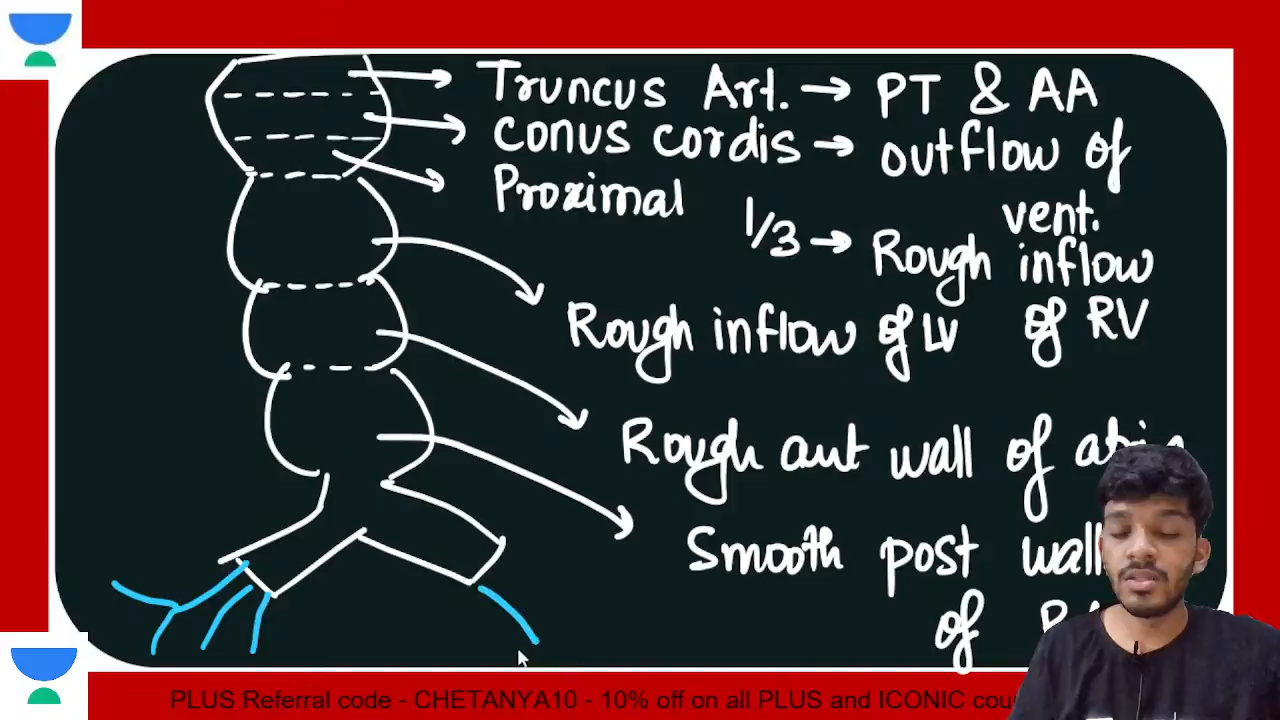 Truncus Art. → PT & AA
Conus cordis → outflow of vent.
Proximal 1/3 → Rough inflow of RV
Rough inflow of LV
Rough ant wall of
Smooth post wall
of
PLUS Referral code - CHETANYA10 - 10% off on all PLUS and ICONIC